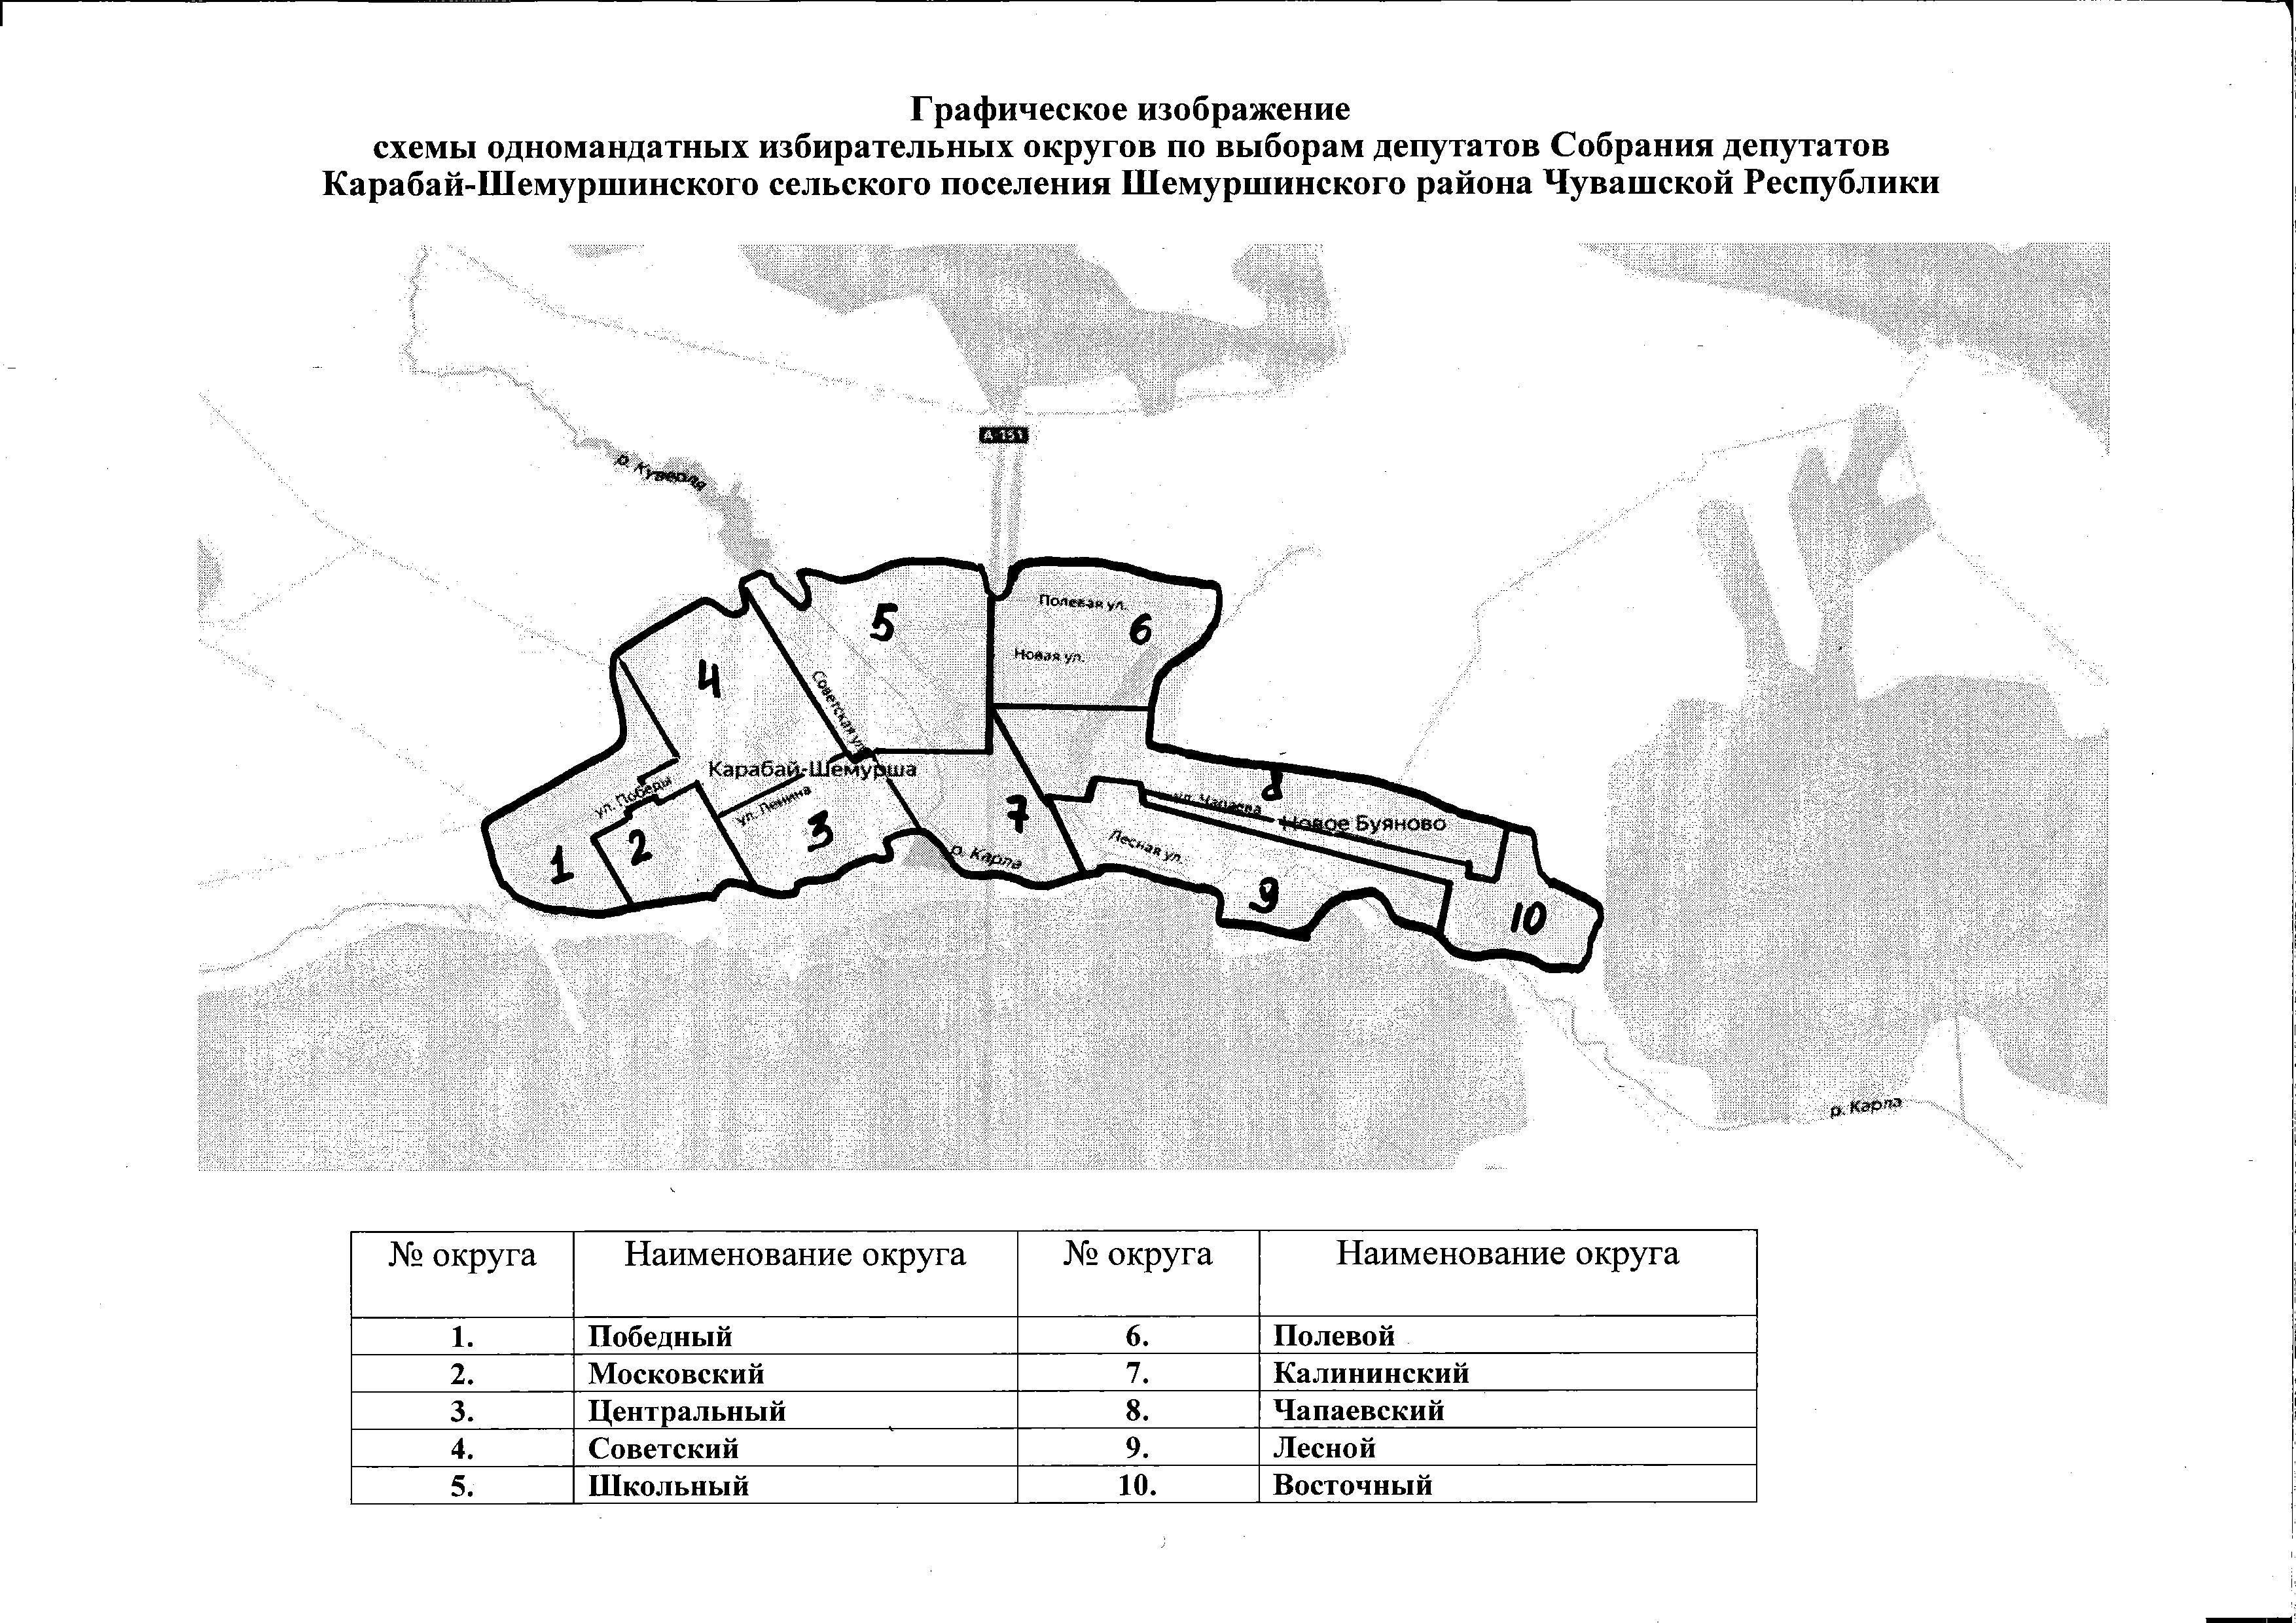 Графическое изображение
схемы одномандатных избирательных округов по выборам депутатов Собрания депутатов
Карабай-Шемуршинского сельского поселения Шемуршинского района Чувашской Республики
А 151
р. Куверля
5
Полевая ул.
6
Новая ул.
4
Советская ул.
Карабай-Шемурша
ул. Победы
ул. Ленина
7
8
ул. Чапаева
Новое Буяново
3
2
1
р. Карла
Лесная ул.
9
10
р. Карла
№ округа Наименование округа № округа Наименование округа
1. Победный 6. Полевой
2. Московский 7. Калининский
3. Центральный 8. Чапаевский
4. Советский 9. Лесной
5. Школьный 10. Восточный